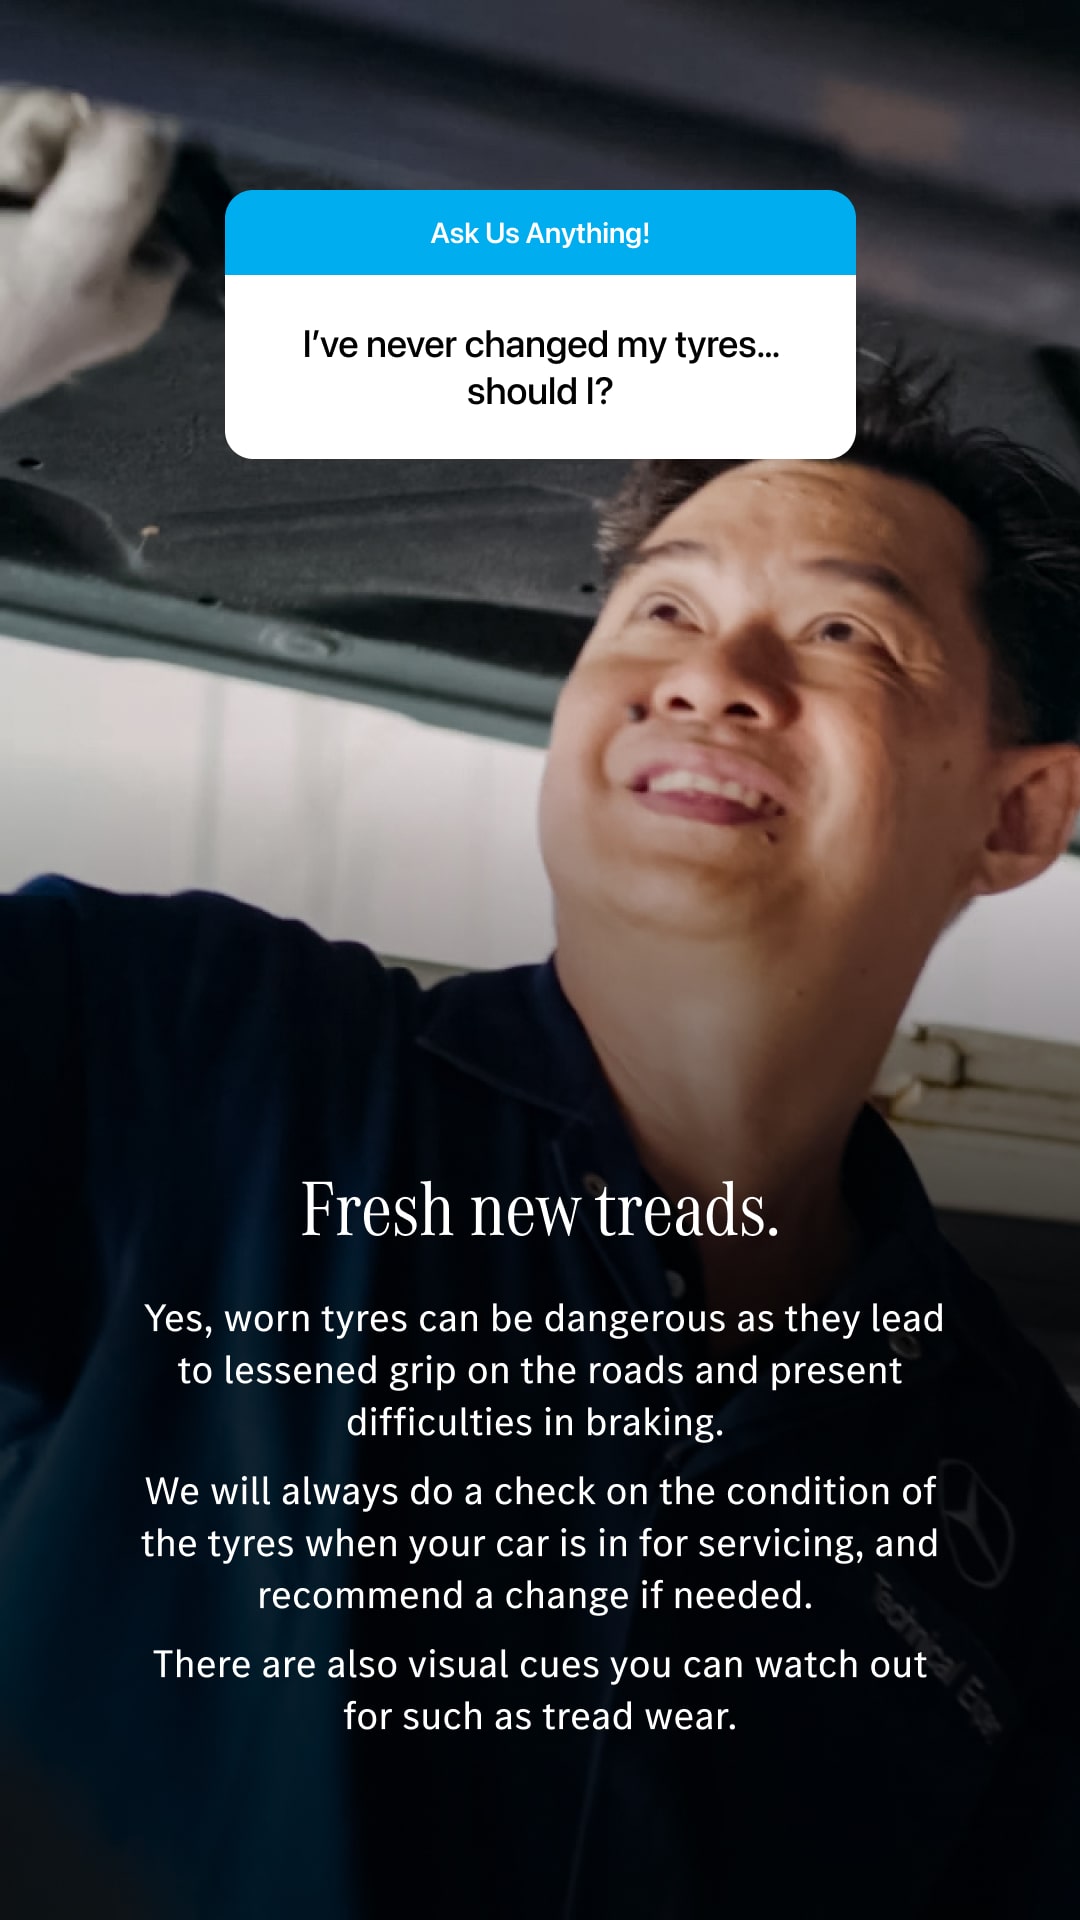 Ask Us Anything!
I’ve never changed my tyres...
should I?
Fresh new treads.
Yes, worn tyres can be dangerous as they lead
to lessened grip on the roads and present
difficulties in braking.
We will always do a check on the condition of
the tyres when your car is in for servicing, and
recommend a change if needed.
Technical
There are also visual cues you can watch out
for such as tread wear.